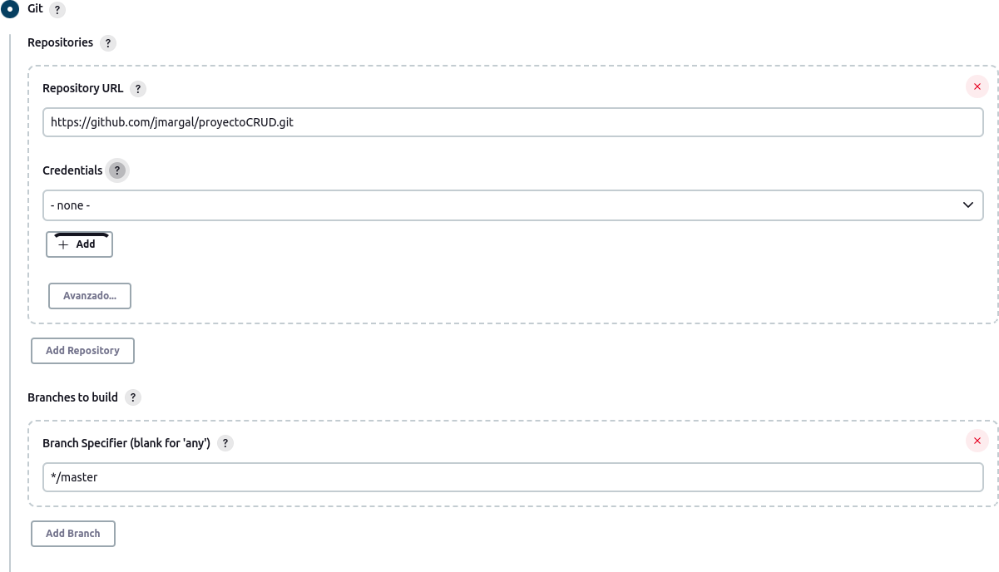 Git ?
Repositories ?
Repository URL ?
https://github.com/jmargal/proyectoCRUD.git
Credentials ?
- none -
+ Add
Avanzado...
Add Repository
Branches to build ?
Branch Specifier (blank for 'any') ?
*/master
Add Branch